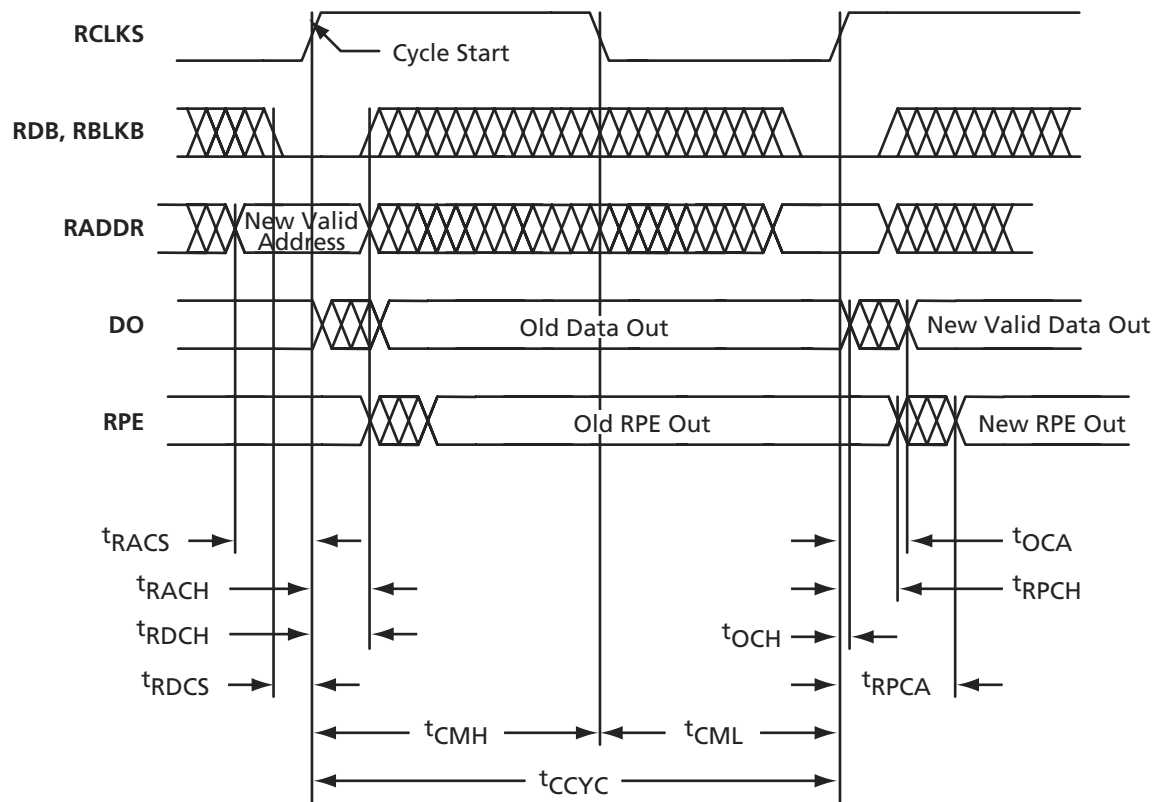 RCLKS
Cycle Start
RDB, RBLKB
RADDR
New Valid
Address
DO
Old Data Out
New Valid Data Out
RPE
Old RPE Out
New RPE Out
tRACS
tOCA
tRACH
tRPCH
tRDCH
tOCH
tRDCS
tRPCA
tCMH
tCML
tCCYC